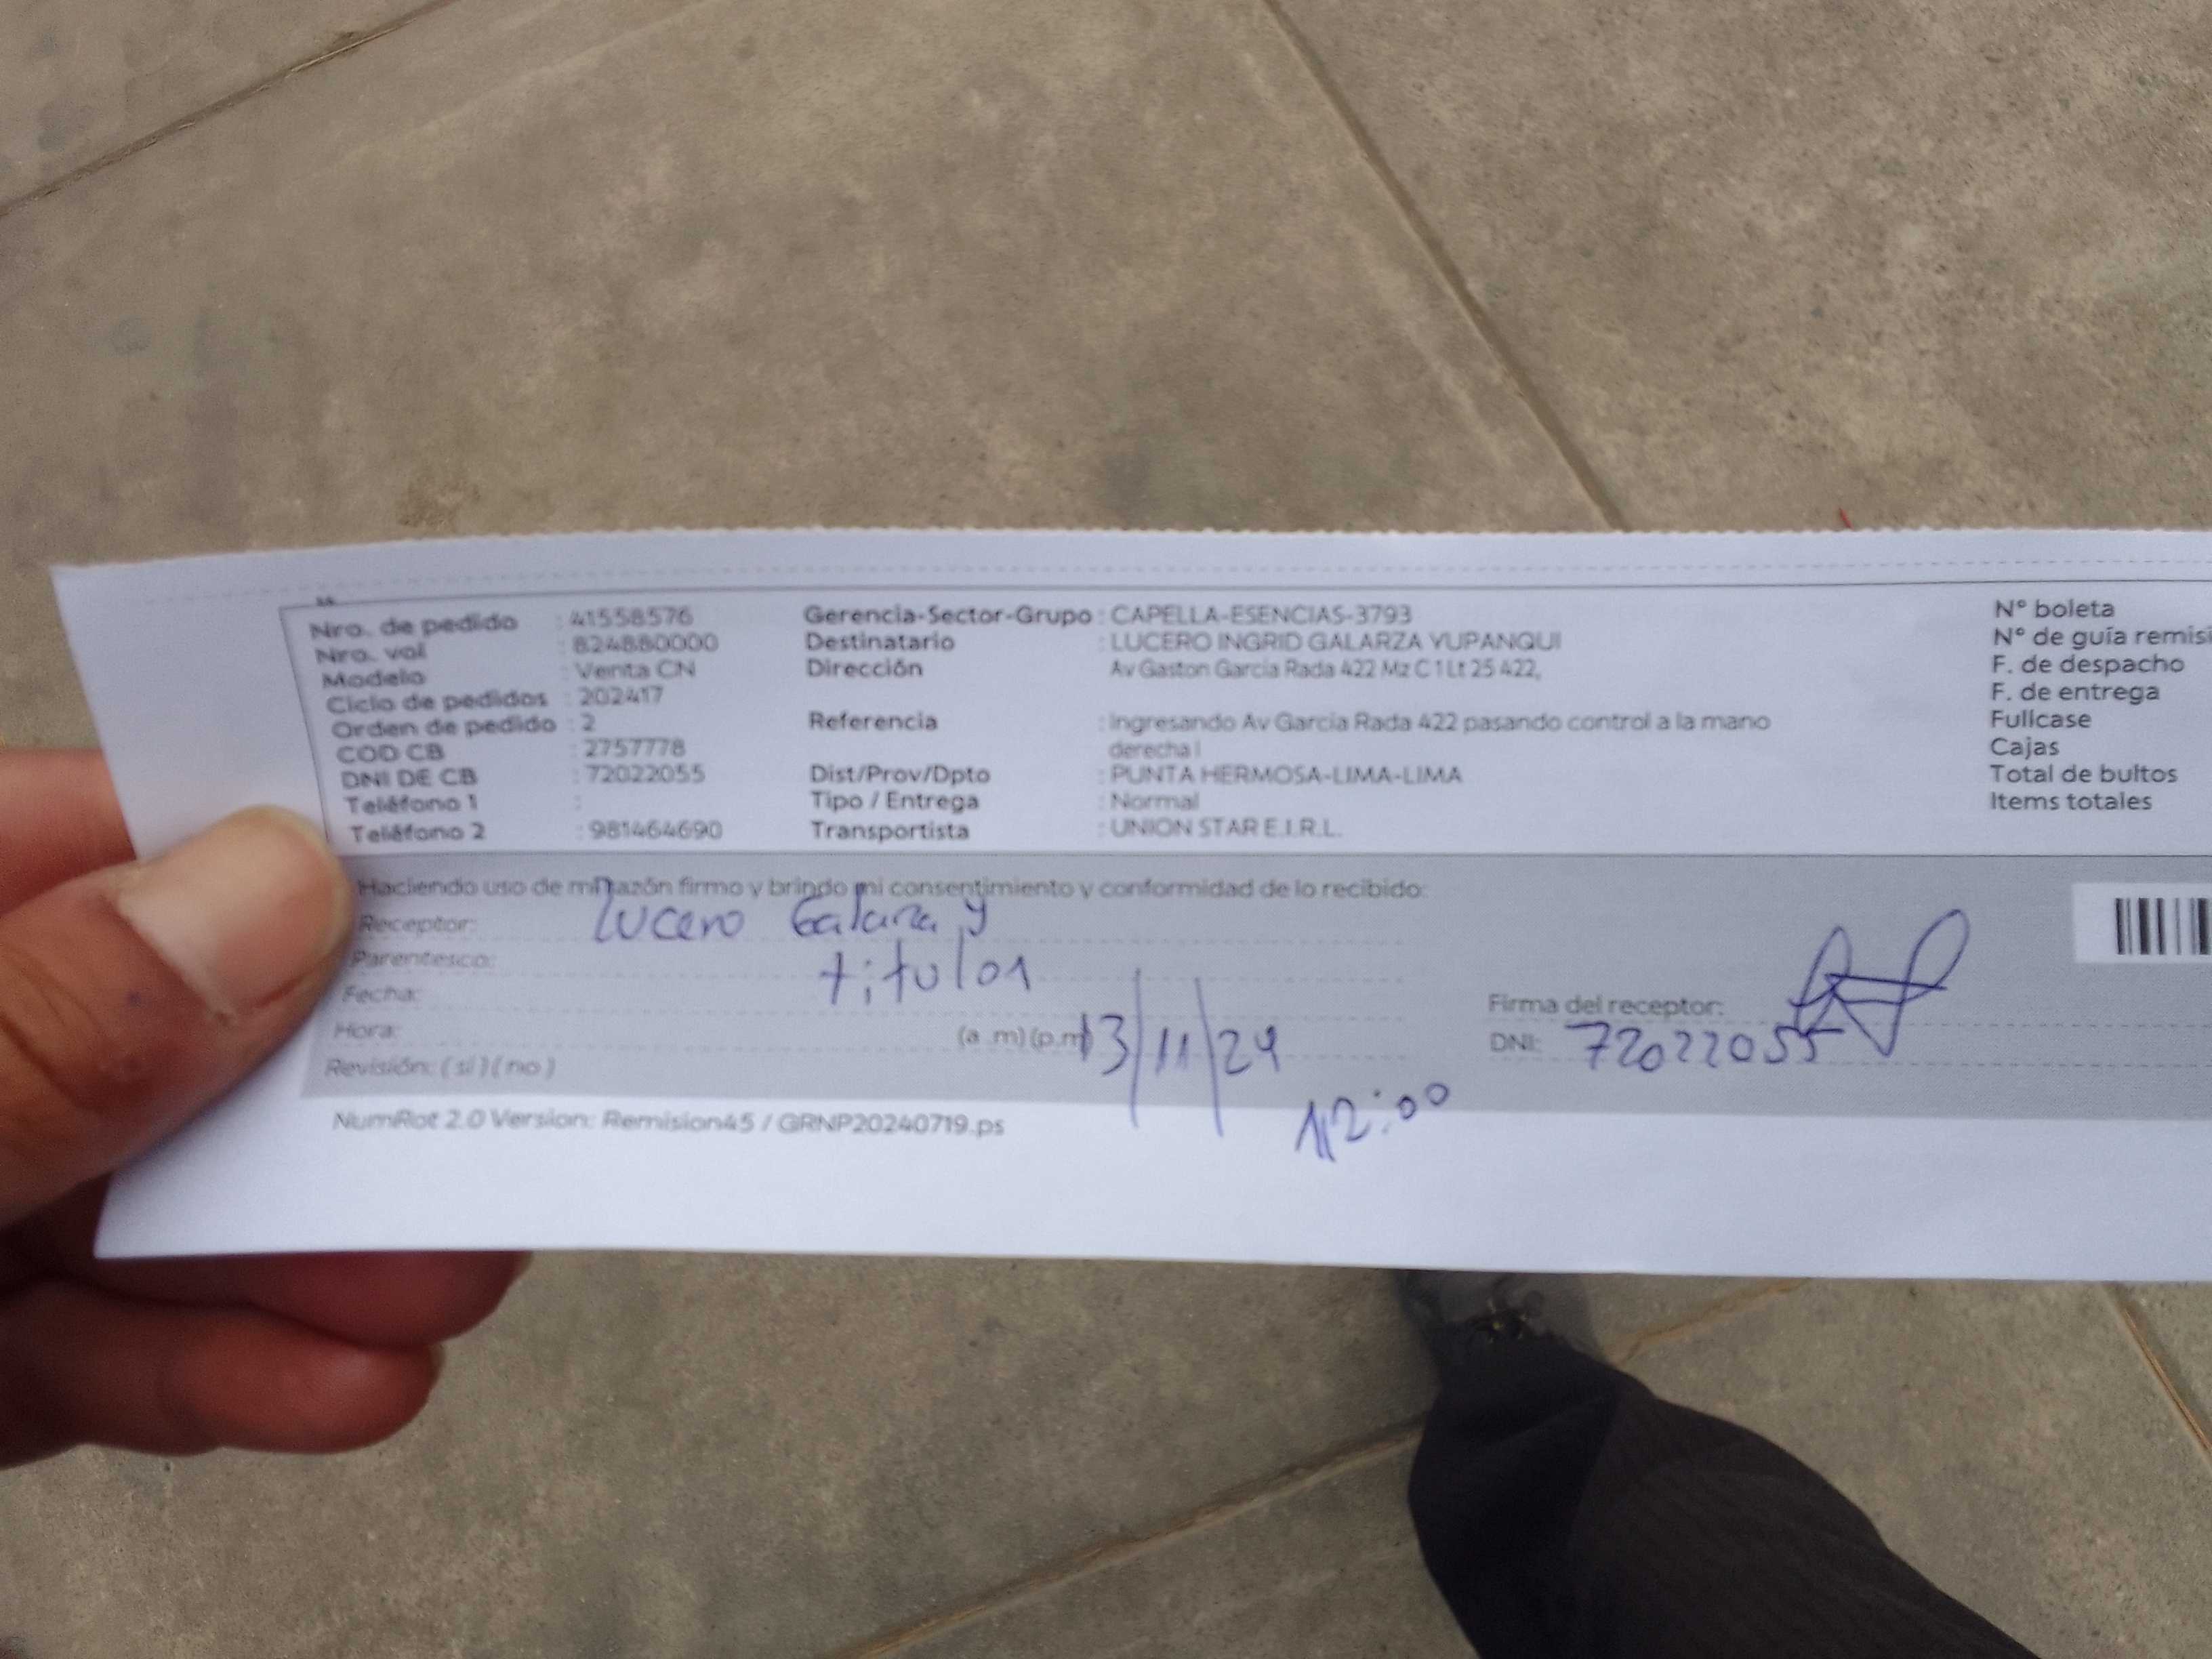 Nro. de pedido : 41558576 Gerencia-Sector-Grupo : CAPELLA-ESENCIAS-3793 N° boleta
Nro. vol : 824880000 Destinatario : LUCERO INGRID GALARZA YUPANQUI N° de guía remisi
Modelo : Venta CN Dirección Av Gaston Garcia Rada 422 Mz C 1 Lt 25 422, F. de despacho
Ciclo de pedidos : 202417 F. de entrega
Orden de pedido : 2 Referencia : Ingresando Av Garcia Rada 422 pasando control a la mano Fullcase
COD CB : 2757778 derecha l Cajas
DNI DE CB : 72022055 Dist/Prov/Dpto : PUNTA HERMOSA-LIMA-LIMA Total de bultos
Teléfono 1 : Tipo / Entrega : Normal Items totales
Teléfono 2 : 981464690 Transportista : UNION STAR E.I.R.L.
Haciendo uso de mi razón firmo y brindo mi consentimiento y conformidad de lo recibido:
Receptor: Lucero Galarza y
Parentesco: titular
Fecha: 13/11/24 Firma del receptor:
Hora: (a .m) (p.m) 12:00 DNI: 72022055
Revisión: ( si ) ( no )
NumRot 2.0 Version: Remision45 / GRNP20240719.ps